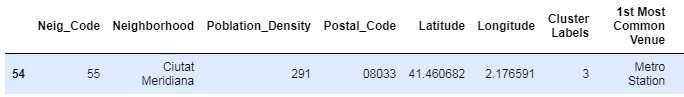 Neig_Code Neighborhood Poblation_Density Postal_Code Latitude Longitude Cluster Labels 1st Most Common Venue
54 55 Ciutat Meridiana 291 08033 41.460682 2.176591 3 Metro Station